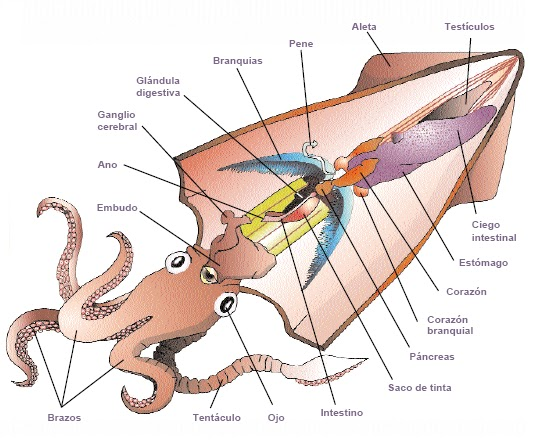 Aleta
Testículos
Pene
Branquias
Glándula
digestiva
Ganglio
cerebral
Ano
Embudo
Ciego
intestinal
Estómago
Corazón
Corazón
branquial
Páncreas
Saco de tinta
Intestino
Ojo
Tentáculo
Brazos